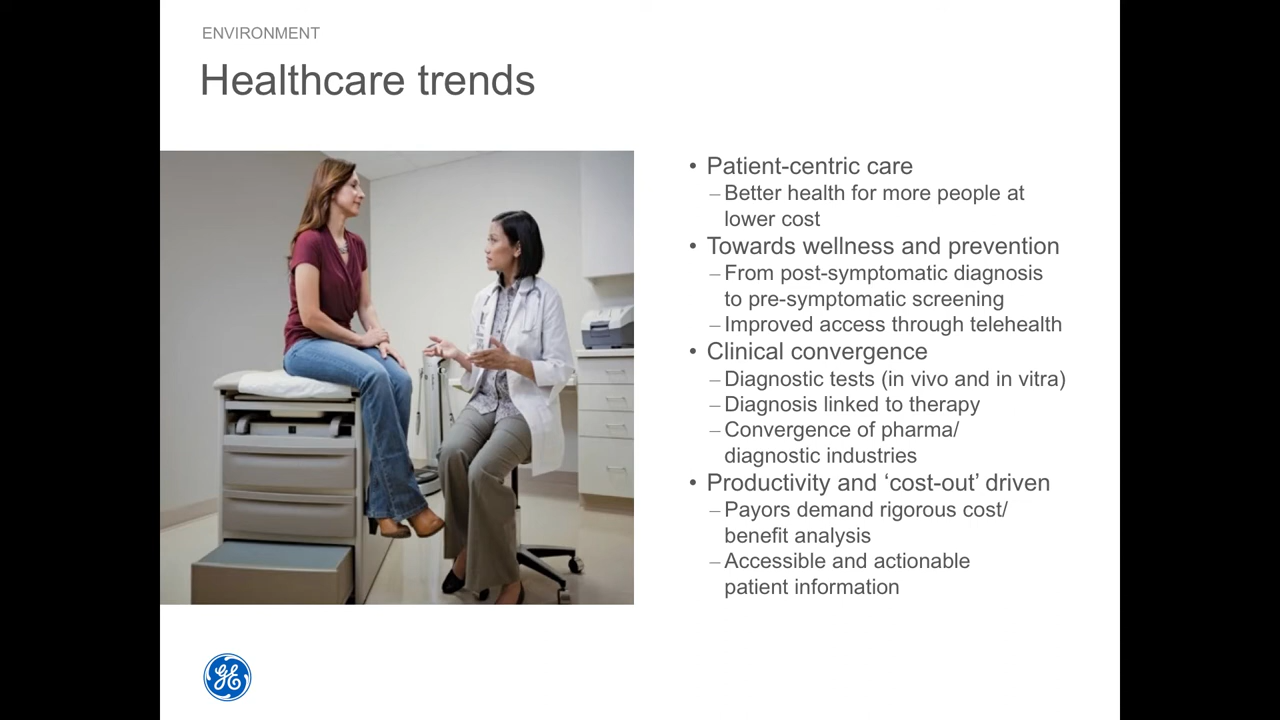 ENVIRONMENT
Healthcare trends
• Patient-centric care
– Better health for more people at
lower cost
• Towards wellness and prevention
– From post-symptomatic diagnosis
to pre-symptomatic screening
– Improved access through telehealth
• Clinical convergence
– Diagnostic tests (in vivo and in vitra)
– Diagnosis linked to therapy
– Convergence of pharma/
diagnostic industries
• Productivity and ‘cost-out’ driven
– Payors demand rigorous cost/
benefit analysis
– Accessible and actionable
patient information
GE